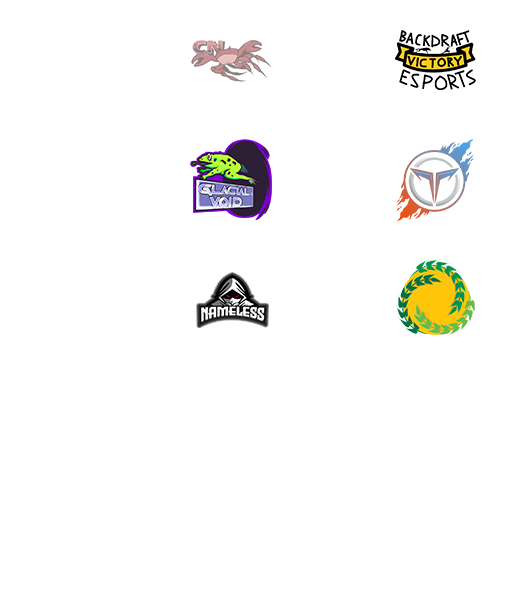 CNL
BACKDRAFT
VICTORY
ESPORTS
GLACIAL
VOID
NAMELESS